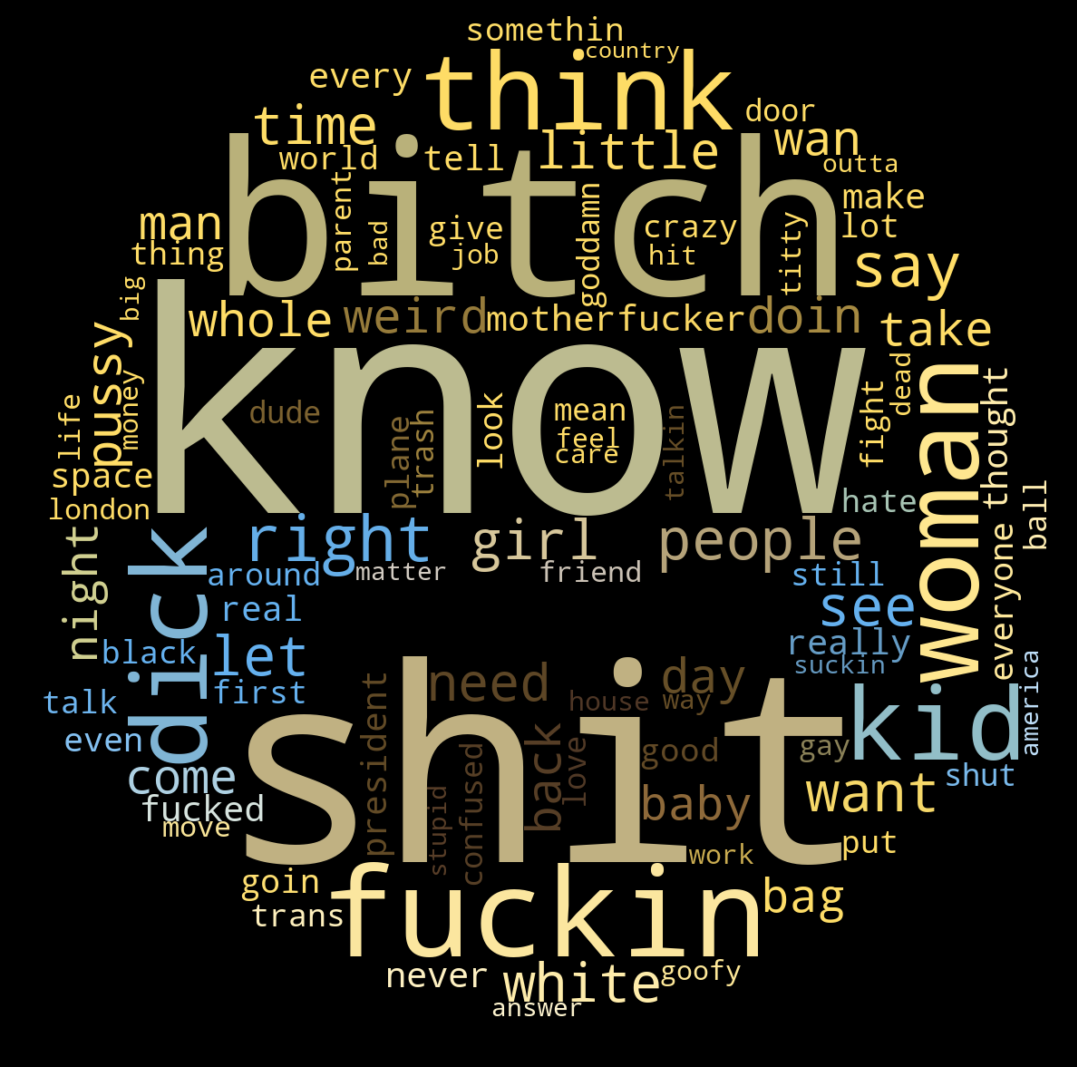 somethin
country
every
think
door
time
wan
world
tell
little
outta
bitch
man
parent
bad
give
goddamn
crazy
titty
make
lot
thing
job
hit
say
big
whole
weird
motherfucker
doin
take
know
pussy
money
life
dude
plane
trash
look
mean
feel
care
talkin
fight
dead
woman
thought
space
london
hate
ball
night
dick
right
girl
people
around
matter
friend
still
everyone
real
see
black
let
really
suckin
america
talk
first
president
need
house
day
way
shit
kid
even
back
love
good
gay
come
stupid
confused
baby
want
shut
fucked
move
work
put
goin
fuckin
bag
trans
never
white
goofy
answer